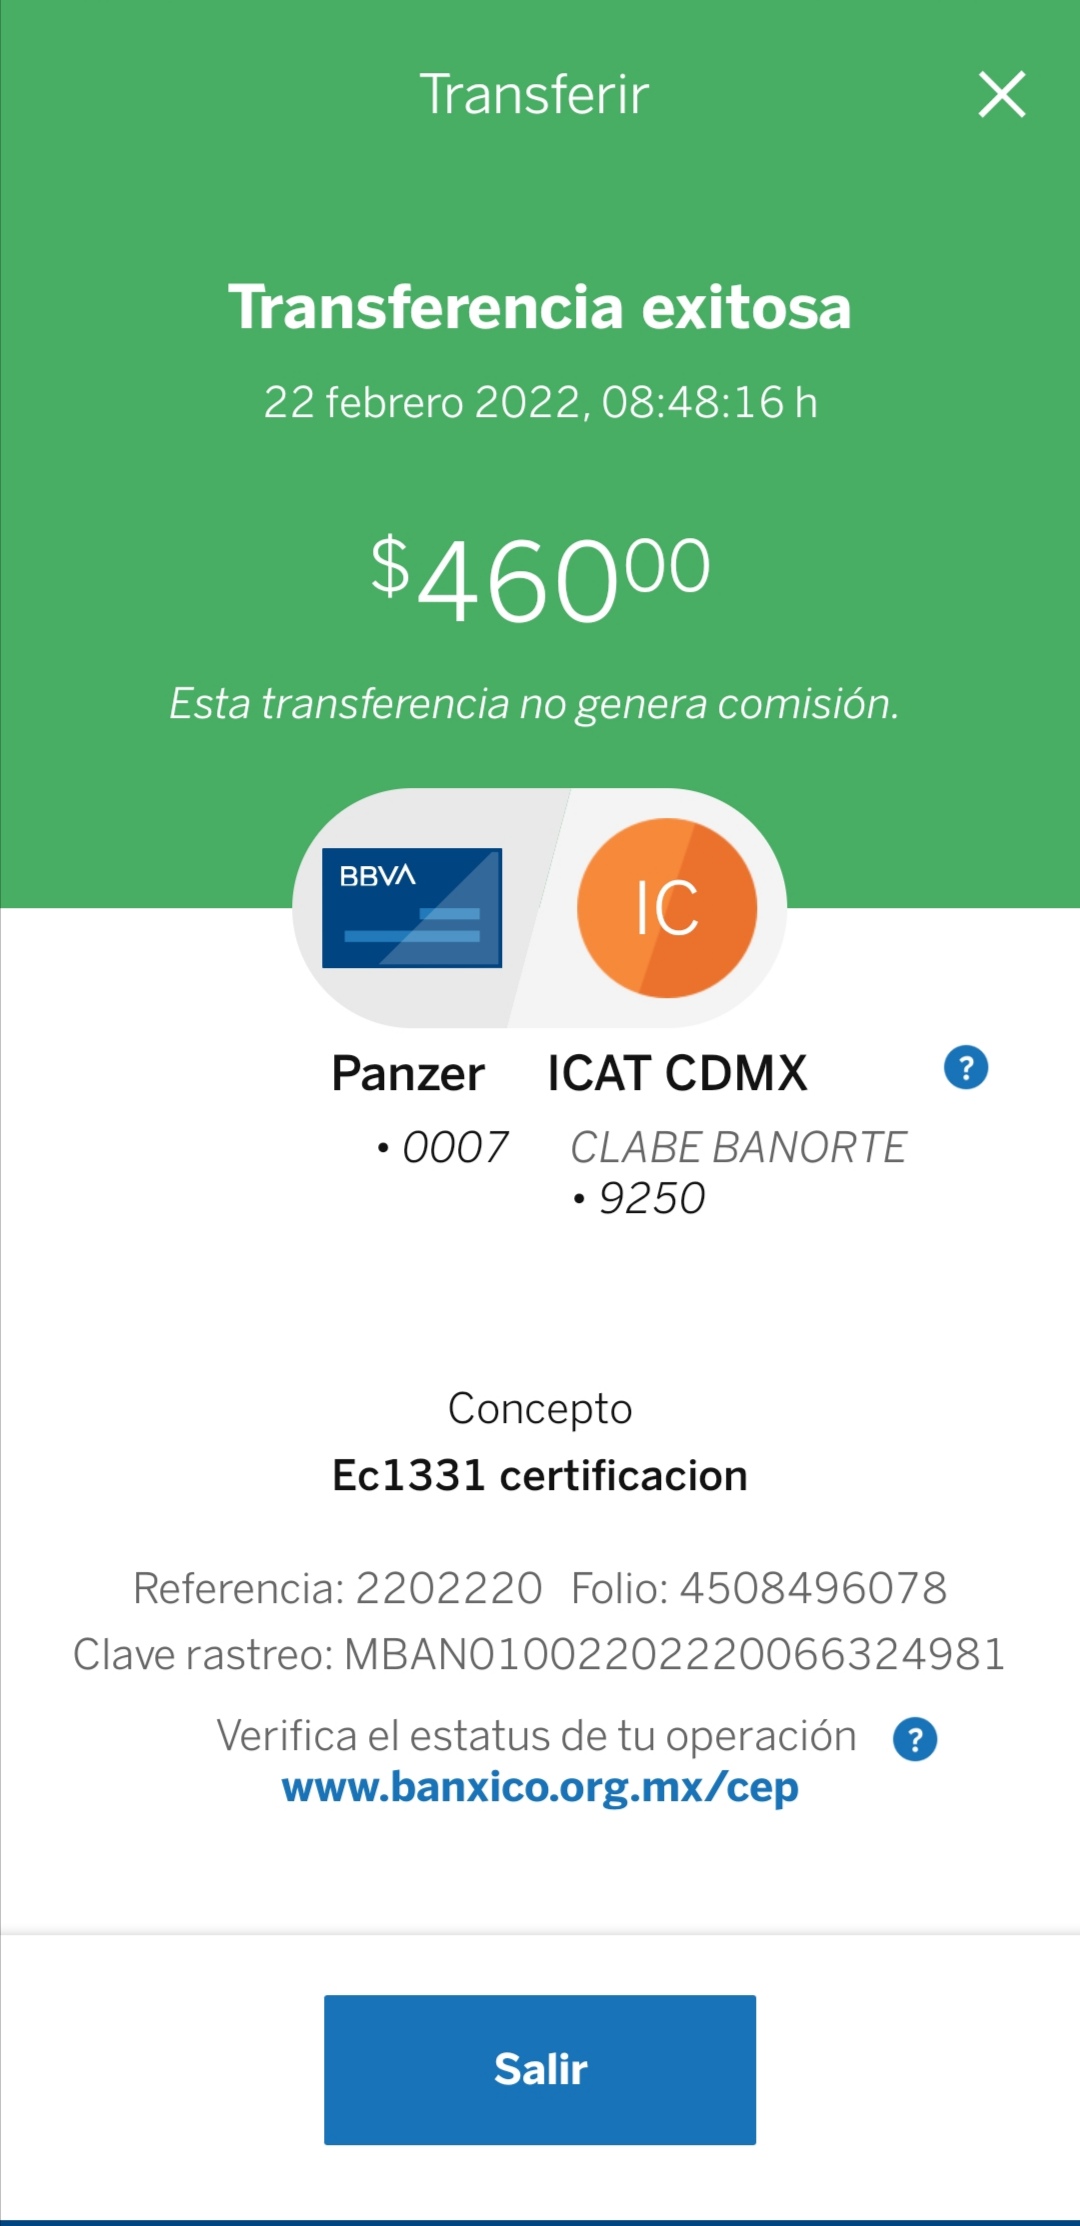 Transferir
Transferencia exitosa
22 febrero 2022, 08:48:16 h
$46000
Esta transferencia no genera comisión.
BBVA
IC
Panzer ICAT CDMX ?
• 0007 CLABE BANORTE
• 9250
Concepto
Ec1331 certificacion
Referencia: 2202220 Folio: 4508496078
Clave rastreo: MBAN01002202220066324981
Verifica el estatus de tu operación ?
www.banxico.org.mx/cep
Salir